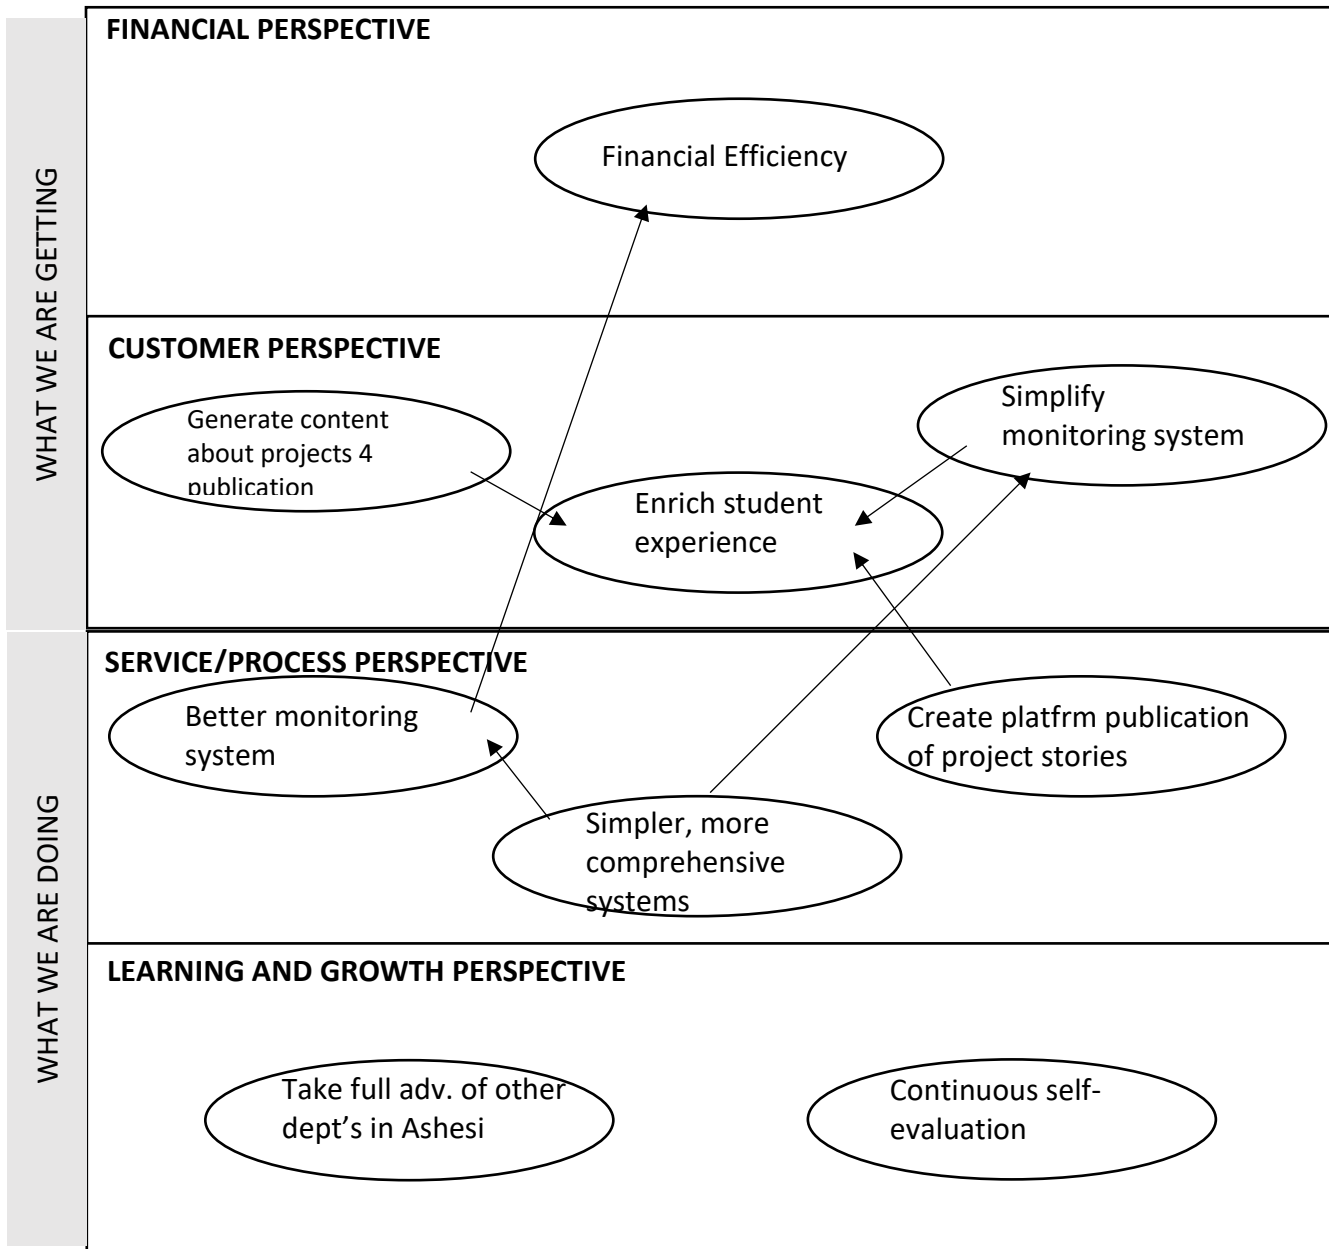 WHAT WE ARE GETTING
FINANCIAL PERSPECTIVE
Financial Efficiency
CUSTOMER PERSPECTIVE
Generate content
about projects 4
publication
Simplify
monitoring system
Enrich student
experience
WHAT WE ARE DOING
SERVICE/PROCESS PERSPECTIVE
Better monitoring
system
Create platfrm publication
of project stories
Simpler, more
comprehensive
systems
LEARNING AND GROWTH PERSPECTIVE
Take full adv. of other
dept’s in Ashesi
Continuous self-
evaluation